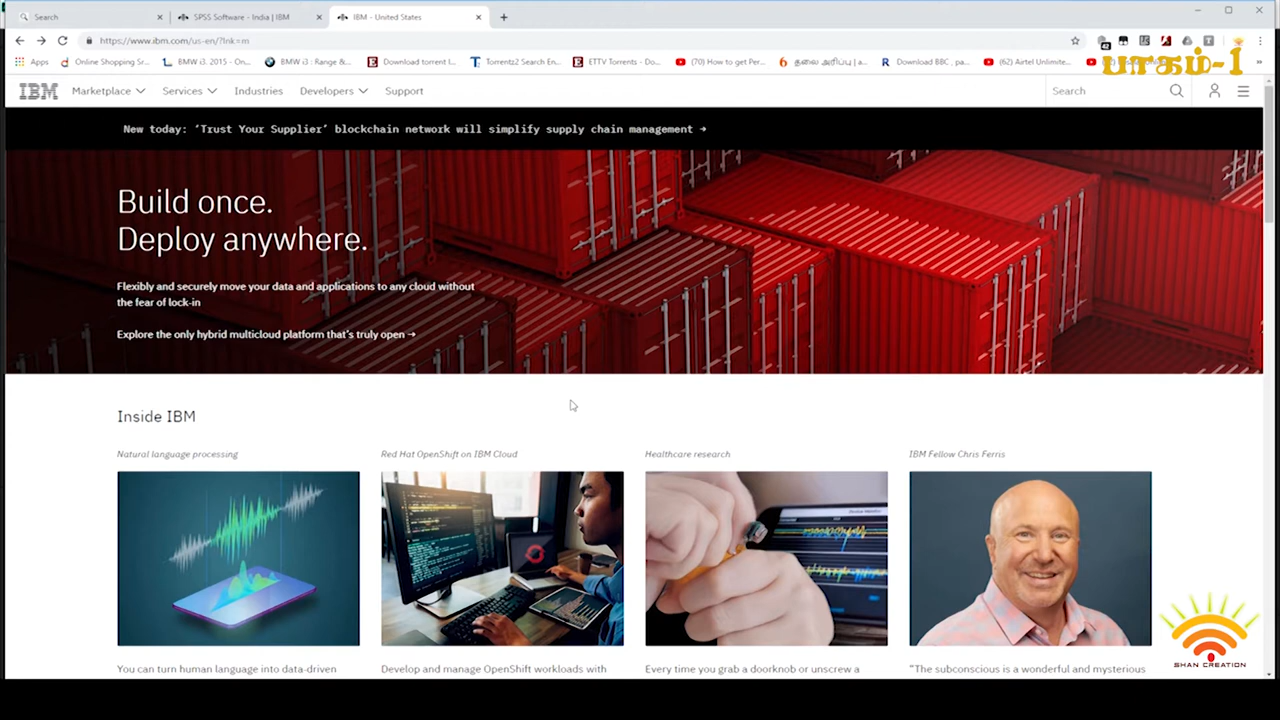 Search
SPSS Software - India | IBM
IBM - United States
https://www.ibm.com/us-en/?lnk=m
42
பாகம்-1
Apps
Online Shopping Sr...
BMW i3. 2015 - On...
BMW i3 : Range &...
Download torrent l...
Torrentz2 Search En...
ETTV Torrents - Do...
(70) How to get Per...
தலை அரிப்பு | a...
Download BBC , pa...
(62) Airtel Unlimite...
IBM
Marketplace
Services
Industries
Developers
Support
Search
New today: ‘Trust Your Supplier’ blockchain network will simplify supply chain management →
Build once.
Deploy anywhere.
Flexibly and securely move your data and applications to any cloud without
the fear of lock-in
Explore the only hybrid multicloud platform that’s truly open →
Inside IBM
Natural language processing
Red Hat OpenShift on IBM Cloud
Healthcare research
IBM Fellow Chris Ferris
You can turn human language into data-driven
Develop and manage OpenShift workloads with
Every time you grab a doorknob or unscrew a
“The subconscious is a wonderful and mysterious
SHAN CREATION